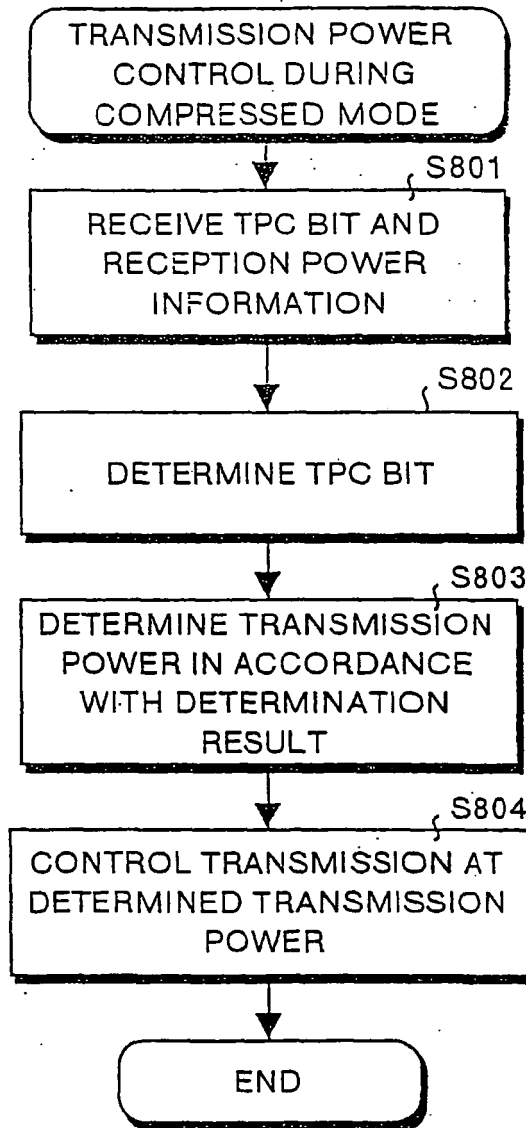 TRANSMISSION POWER
CONTROL DURING
COMPRESSED MODE
S801
RECEIVE TPC BIT AND
RECEPTION POWER
INFORMATION
S802
DETERMINE TPC BIT
S803
DETERMINE TRANSMISSION
POWER IN ACCORDANCE
WITH DETERMINATION
RESULT
S804
CONTROL TRANSMISSION AT
DETERMINED TRANSMISSION
POWER
END